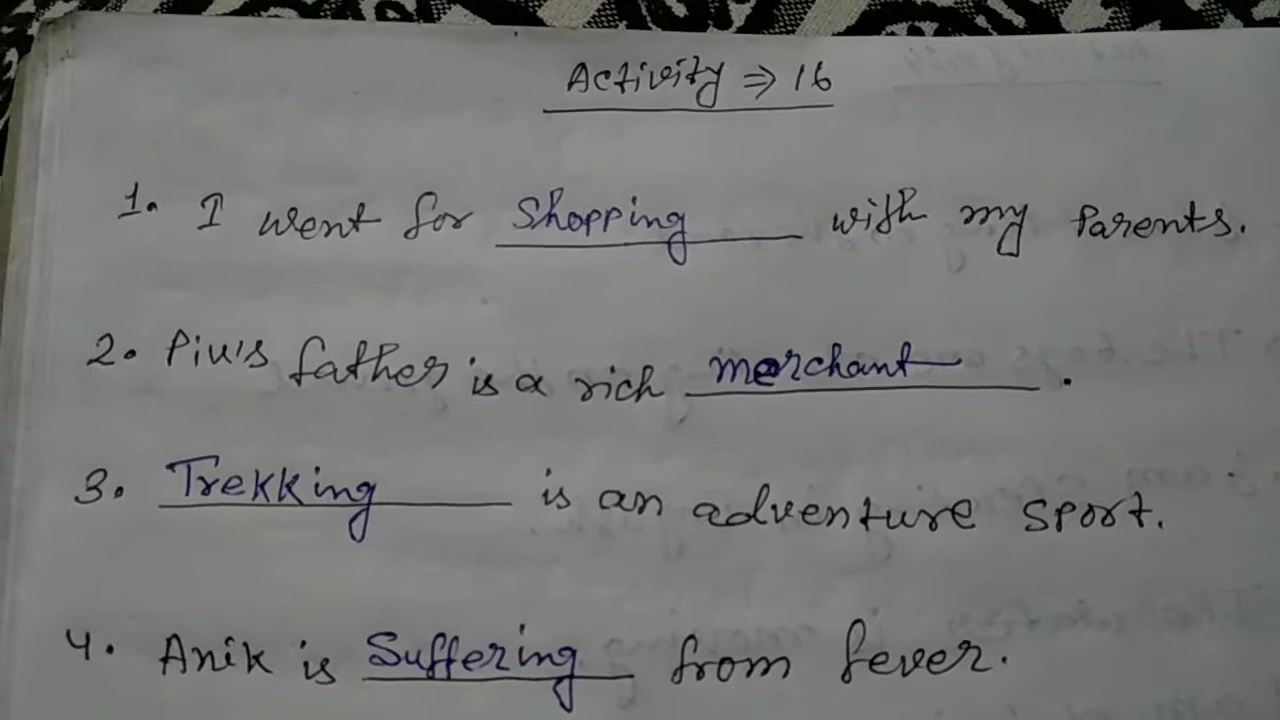 Activity ⇒ 16
1. I went for Shopping with my Parents.
2. Piu's father is a rich merchant.
3. Trekking is an adventure sport.
4. Anik is Suffering from fever.